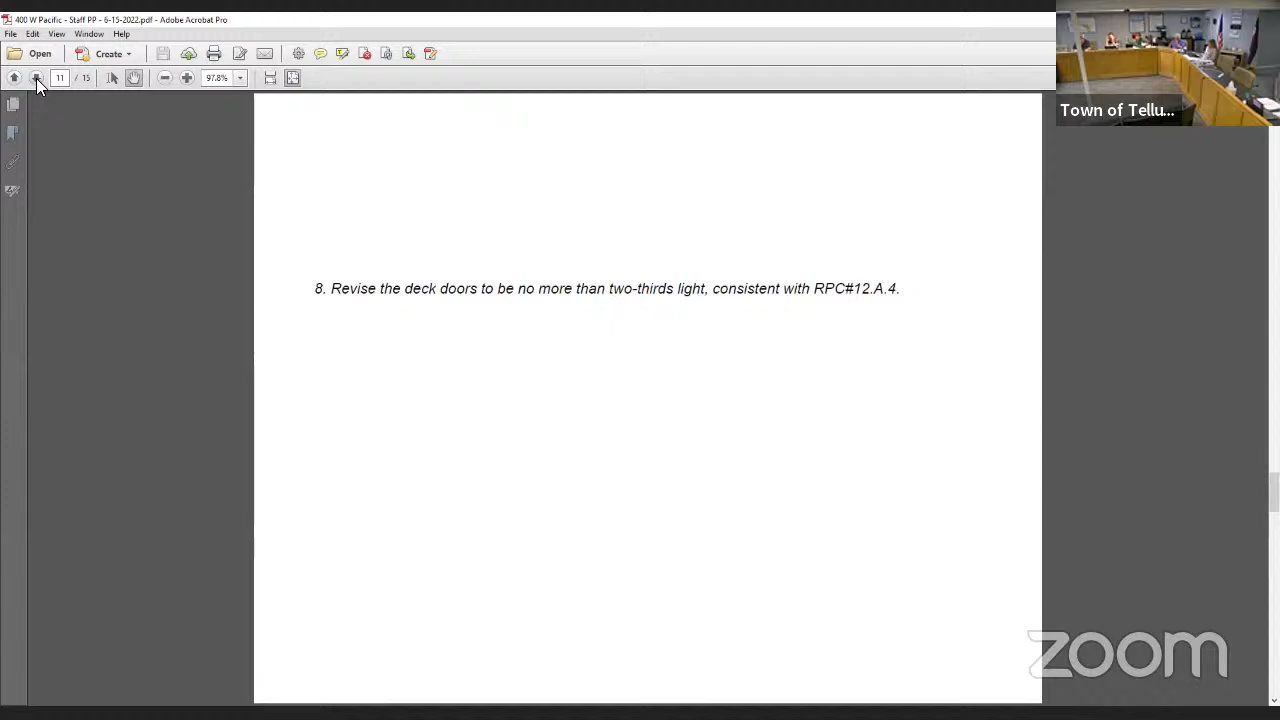 400 W Pacific - Staff PP - 6-15-2022.pdf - Adobe Acrobat Pro
File Edit View Window Help
Open Create
11 / 15 97.8%
Town of Tellu...
8. Revise the deck doors to be no more than two-thirds light, consistent with RPC#12.A.4.
zoom